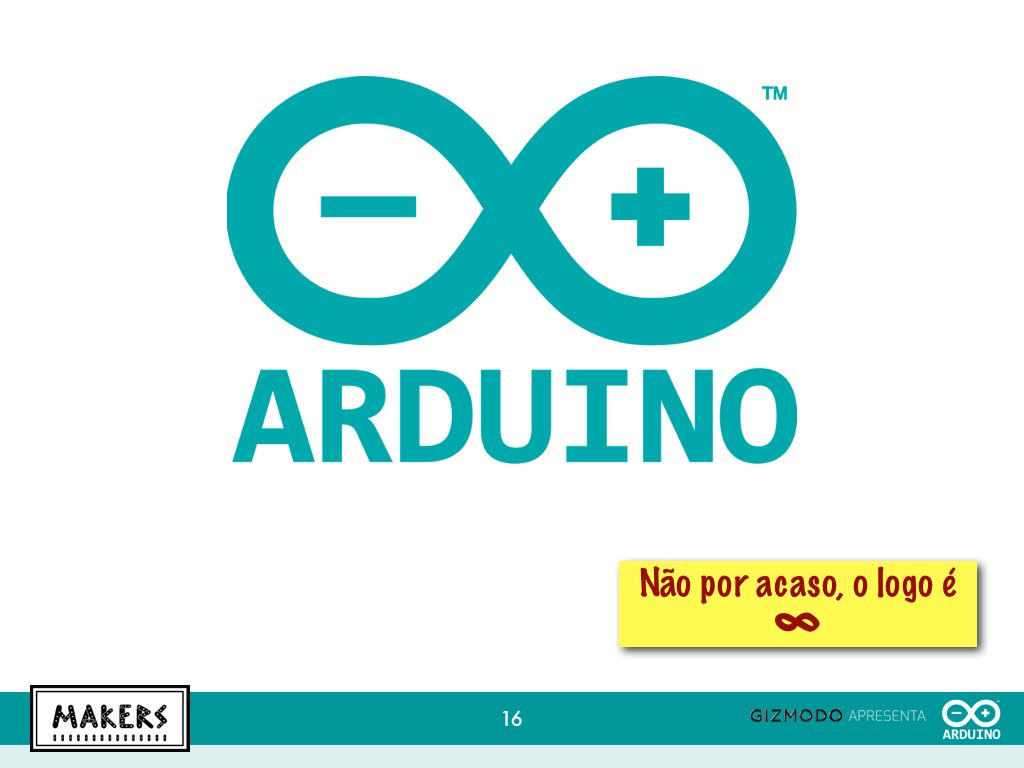 TM
ARDUINO
Não por acaso, o logo é
∞
MAKERS
16
GIZMODO APRESENTA
ARDUINO